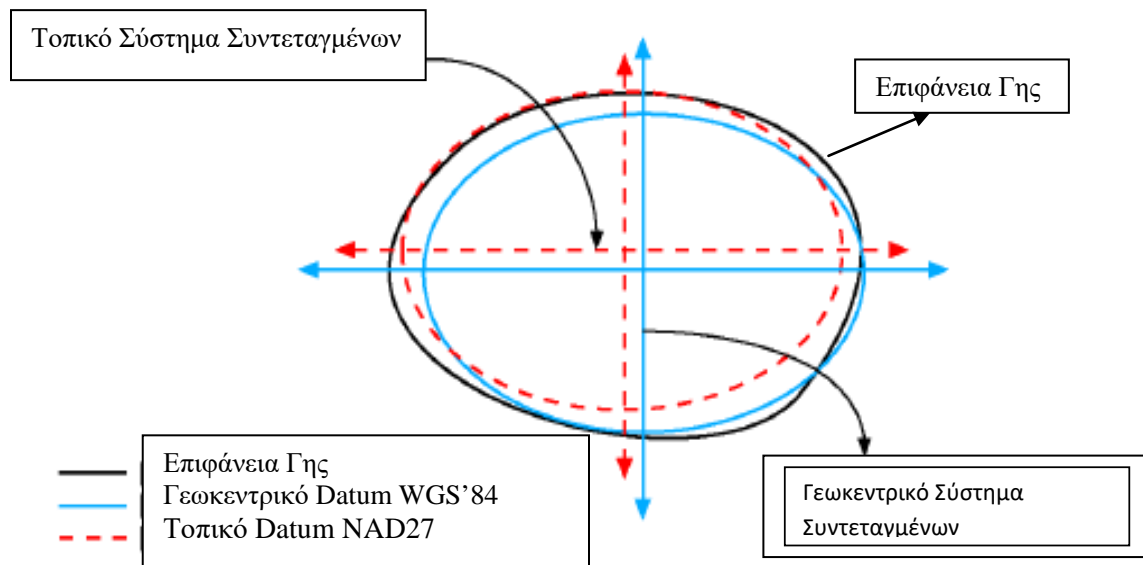 Τοπικό Σύστημα Συντεταγμένων
Επιφάνεια Γης
Επιφάνεια Γης
Γεωκεντρικό Datum WGS’84
Τοπικό Datum NAD27
Γεωκεντρικό Σύστημα
Συντεταγμένων